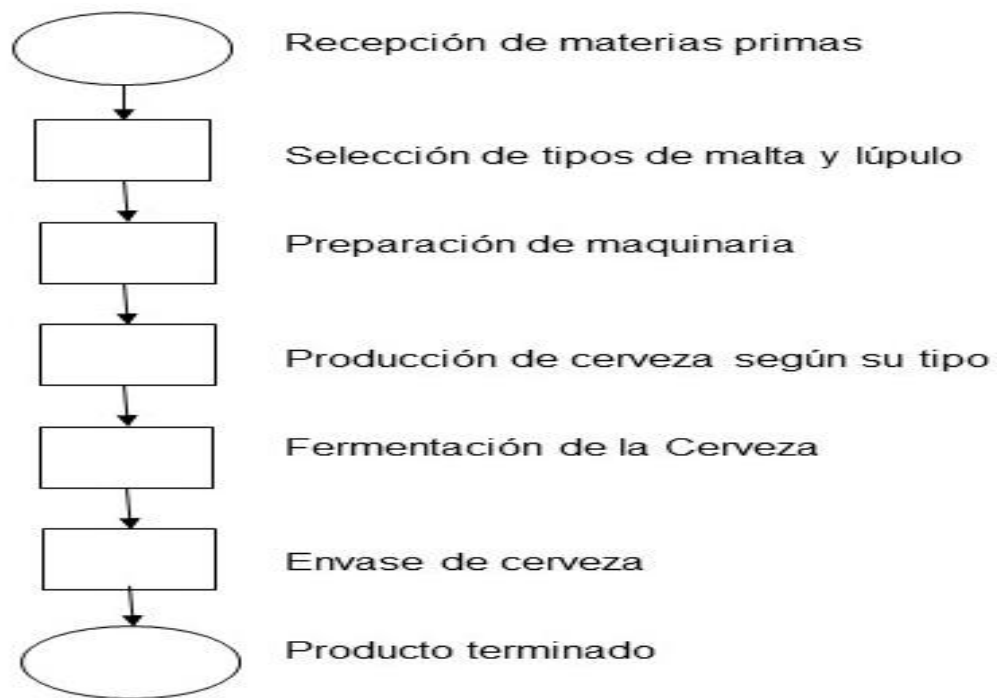 Recepción de materias primas
Selección de tipos de malta y lúpulo
Preparación de maquinaria
Producción de cerveza según su tipo
Fermentación de la Cerveza
Envase de cerveza
Producto terminado